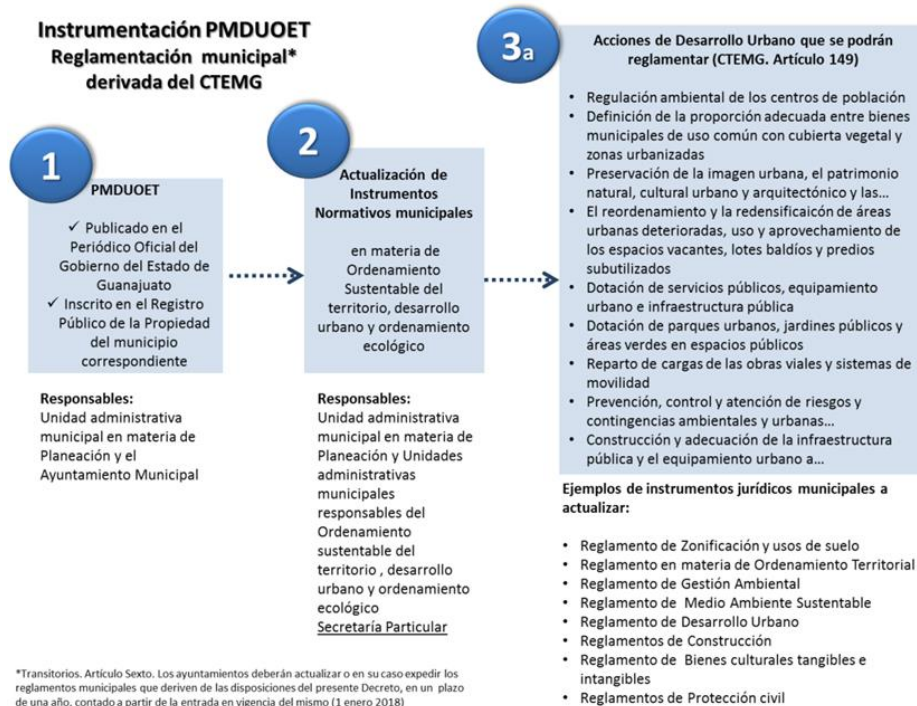 Instrumentación PMDUOET
Reglamentación municipal*
derivada del CTEMG
1
PMDUOET
✓ Publicado en el
Periódico Oficial del
Gobierno del Estado de
Guanajuato
✓ Inscrito en el Registro
Público de la Propiedad
del municipio
correspondiente
Responsables:
Unidad administrativa
municipal en materia de
Planeación y el
Ayuntamiento Municipal
2
Actualización de
Instrumentos
Normativos municipales
en materia de
Ordenamiento
Sustentable del
territorio, desarrollo
urbano y ordenamiento
ecológico
Responsables:
Unidad administrativa
municipal en materia de
Planeación y Unidades
administrativas
municipales
responsables del
Ordenamiento
sustentable del
territorio , desarrollo
urbano y ordenamiento
ecológico
Secretaría Particular
3a
Acciones de Desarrollo Urbano que se podrán
reglamentar (CTEMG. Artículo 149)
• Regulación ambiental de los centros de población
• Definición de la proporción adecuada entre bienes
municipales de uso común con cubierta vegetal y
zonas urbanizadas
• Preservación de la imagen urbana, el patrimonio
natural, cultural urbano y arquitectónico y las…
• El reordenamiento y la redensificaicón de áreas
urbanas deterioradas, uso y aprovechamiento de
los espacios vacantes, lotes baldíos y predios
subutilizados
• Dotación de servicios públicos, equipamiento
urbano e infraestructura pública
• Dotación de parques urbanos, jardines públicos y
áreas verdes en espacios públicos
• Reparto de cargas de las obras viales y sistemas de
movilidad
• Prevención, control y atención de riesgos y
contingencias ambientales y urbanas…
• Construcción y adecuación de la infraestructura
pública y el equipamiento urbano a…
Ejemplos de instrumentos jurídicos municipales a
actualizar:
• Reglamento de Zonificación y usos de suelo
• Reglamento en materia de Ordenamiento Territorial
• Reglamento de Gestión Ambiental
• Reglamento de Medio Ambiente Sustentable
• Reglamento de Desarrollo Urbano
• Reglamentos de Construcción
• Reglamento de Bienes culturales tangibles e
intangibles
• Reglamentos de Protección civil
*Transitorios. Artículo Sexto. Los ayuntamientos deberán actualizar o en su caso expedir los
reglamentos municipales que deriven de las disposiciones del presente Decreto, en un plazo
de una año, contado a partir de la entrada en vigencia del mismo (1 enero 2018)